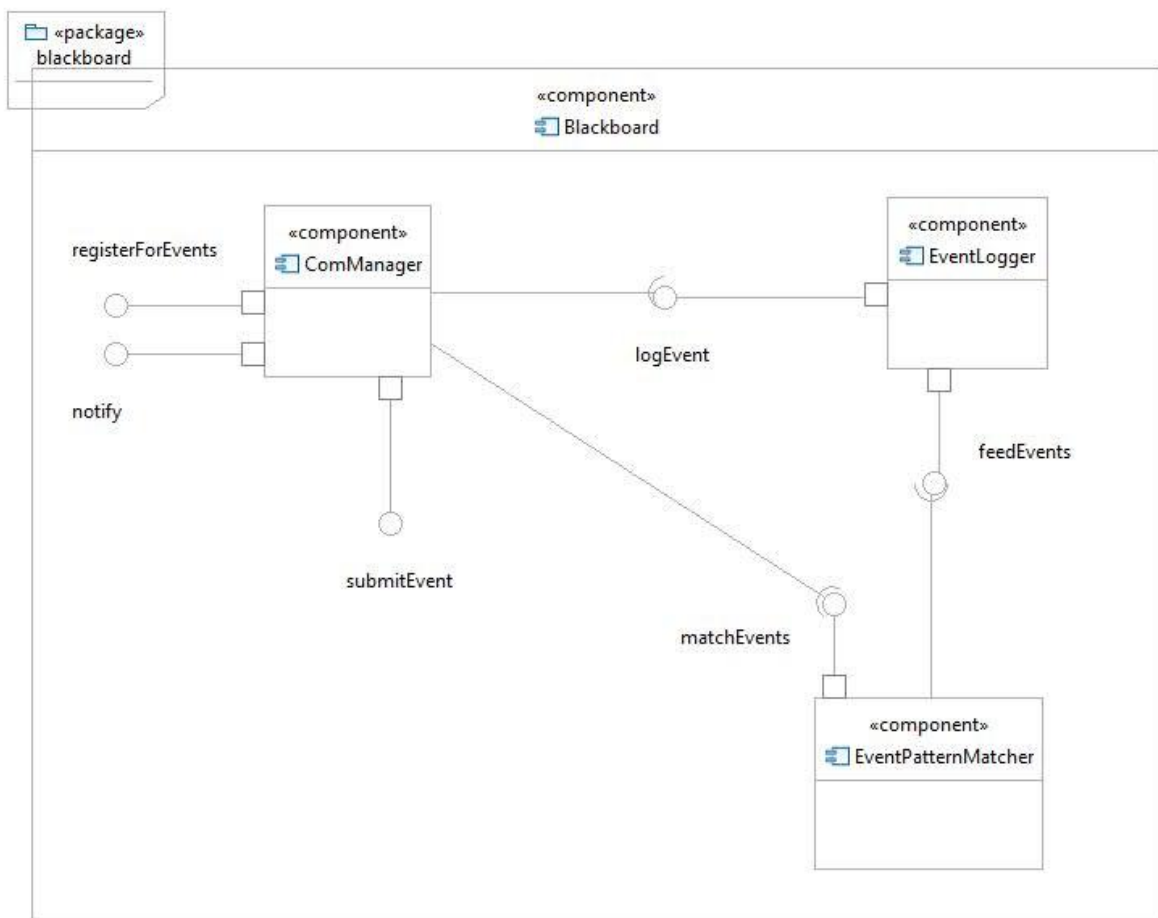 «package»
blackboard
«component»
Blackboard
«component»
ComManager
«component»
EventLogger
registerForEvents
logEvent
notify
feedEvents
submitEvent
matchEvents
«component»
EventPatternMatcher